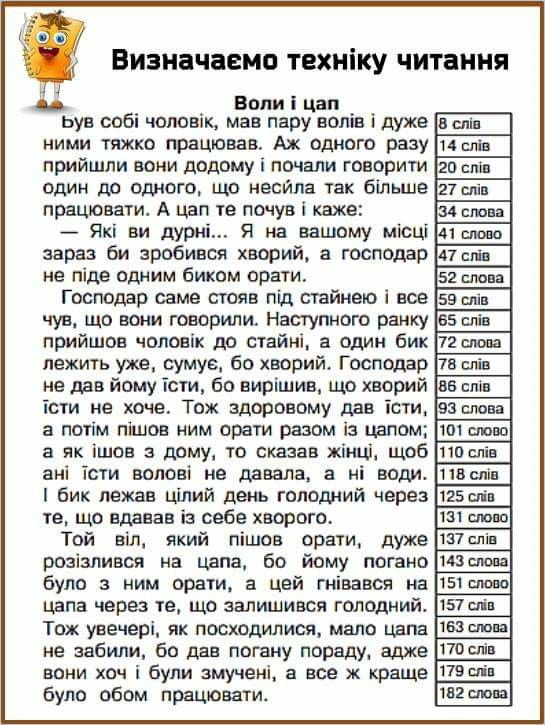 Визначаємо техніку читання
Воли і цап
Був собі чоловік, мав пару волів і дуже 8 слів
ними тяжко працював. Аж одного разу 14 слів
прийшли вони додому і почали говорити 20 слів
один до одного, що неси́ла так більше 27 слів
працювати. А цап те почув і каже: 34 слова
— Які ви дурні... Я на вашому місці 41 слово
зараз би зробився хворий, а господар 47 слів
не піде одним биком орати. 52 слова
Господар саме стояв під стайнею і все 59 слів
чув, що вони говорили. Наступного ранку 65 слів
прийшов чоловік до стайні, а один бик 72 слова
лежить уже, сумує, бо хворий. Господар 78 слів
не дав йому їсти, бо вирішив, що хворий 86 слів
їсти не хоче. Тож здоровому дав їсти, 93 слова
а потім пішов ним орати разом із цапом; 101 слово
а як ішов з дому, то сказав жінці, щоб 110 слів
ані їсти волові не давала, а ні води. 118 слів
І бик лежав цілий день голодний через 125 слів
те, що вдавав із себе хворого. 131 слово
Той віл, який пішов орати, дуже 137 слів
розізлився на цапа, бо йому погано 143 слова
було з ним орати, а цей гнівався на 151 слово
цапа через те, що залишився голодний. 157 слів
Тож увечері, як посходилися, мало цапа 163 слова
не забили, бо дав погану пораду, адже 170 слів
вони хоч і були змучені, а все ж краще 179 слів
було обом працювати. 182 слова